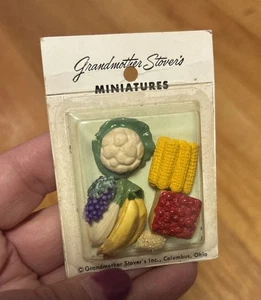 Grandmother Stover's
MINIATURES
© Grandmother Stover's Inc., Columbus, Ohio